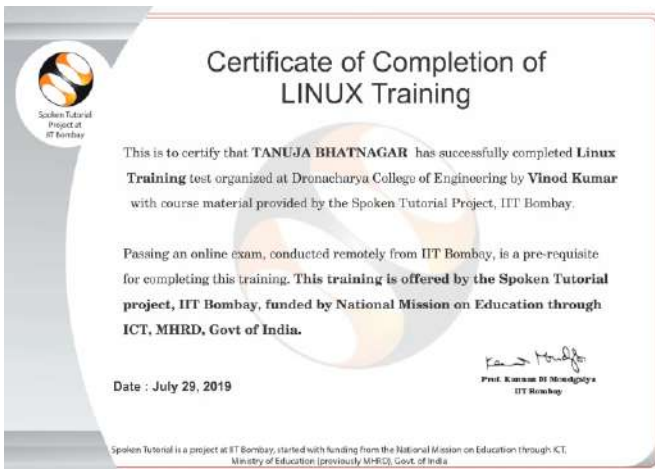 Certificate of Completion of
LINUX Training
Spoken Tutorial
Project at
IIT Bombay
This is to certify that TANUJA BHATNAGAR has successfully completed Linux
Training test organized at Dronacharya College of Engineering by Vinod Kumar
with course material provided by the Spoken Tutorial Project, IIT Bombay.
Passing an online exam, conducted remotely from IIT Bombay, is a pre-requisite
for completing this training. This training is offered by the Spoken Tutorial
project, IIT Bombay, funded by National Mission on Education through
ICT, MHRD, Govt of India.
Date : July 29, 2019
Prof. Kannan M Moudgalya
IIT Bombay
Spoken Tutorial is a project at IIT Bombay, started with funding from the National Mission on Education through ICT,
Ministry of Education (previously MHRD), Govt. of India